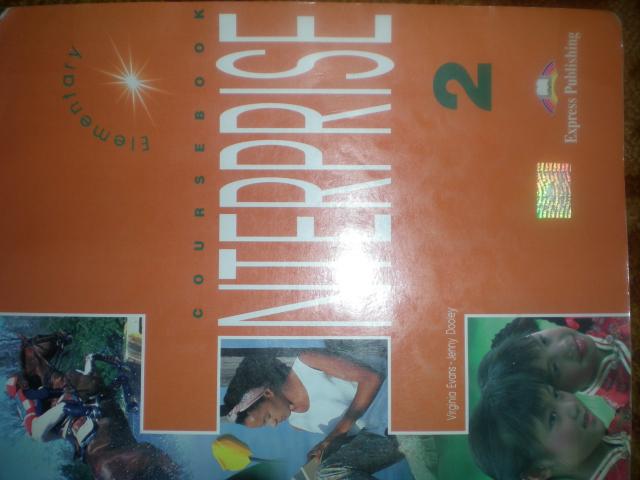 Elementary
COURSEBOOK
NTERPRISE
2
Virginia Evans - Jenny Dooley
Express Publishing